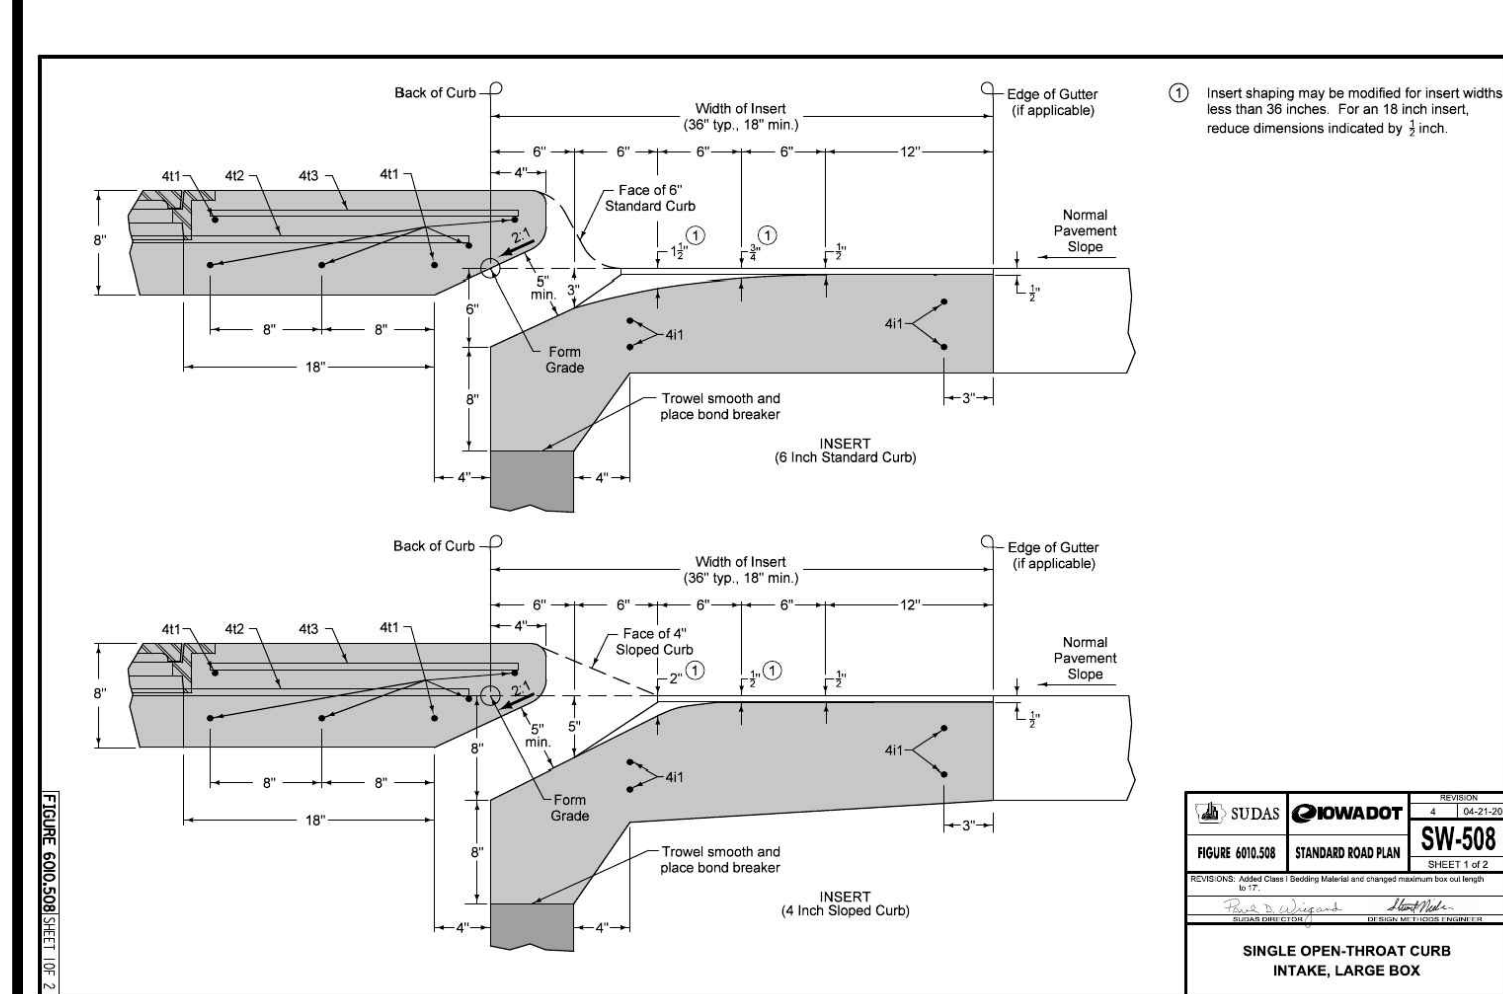 Back of Curb
Width of Insert
(36" typ., 18" min.)
Edge of Gutter
(if applicable)
① Insert shaping may be modified for insert widths
less than 36 inches. For an 18 inch insert,
reduce dimensions indicated by 1/2 inch.
6" 6" 6" 6" 12"
4t1 4t2 4t3 4t1 4"
Face of 6"
Standard Curb
Normal
Pavement
Slope
8"
2:1
1 1/2" ① 3/4" ① 1/2"
5"
min.
3"
1/2"
6"
8" 8"
4i1
4i1
Form
Grade
18"
8"
3"
Trowel smooth and
place bond breaker
INSERT
(6 Inch Standard Curb)
4" 4"
Back of Curb
Width of Insert
(36" typ., 18" min.)
Edge of Gutter
(if applicable)
6" 6" 6" 6" 12"
4t1 4t2 4t3 4t1 4"
Face of 4"
Sloped Curb
Normal
Pavement
Slope
8"
2:1
2" ① 1/2" ① 1/2"
5"
min.
5"
1/2"
8"
8" 8"
4i1
4i1
Form
Grade
18"
8"
3"
Trowel smooth and
place bond breaker
INSERT
(4 Inch Sloped Curb)
4" 4"
FIGURE 6010.508 SHEET 1 OF 2
SUDAS
IOWADOT
REVISION
4 04-21-20
FIGURE 6010.508
STANDARD ROAD PLAN
SW-508
SHEET 1 of 2
REVISIONS: Added Class I Bedding Material and changed maximum box out length
to 17'.
Paul D. Wiegand
SUDAS DIRECTOR
DESIGN METHODS ENGINEER
SINGLE OPEN-THROAT CURB
INTAKE, LARGE BOX